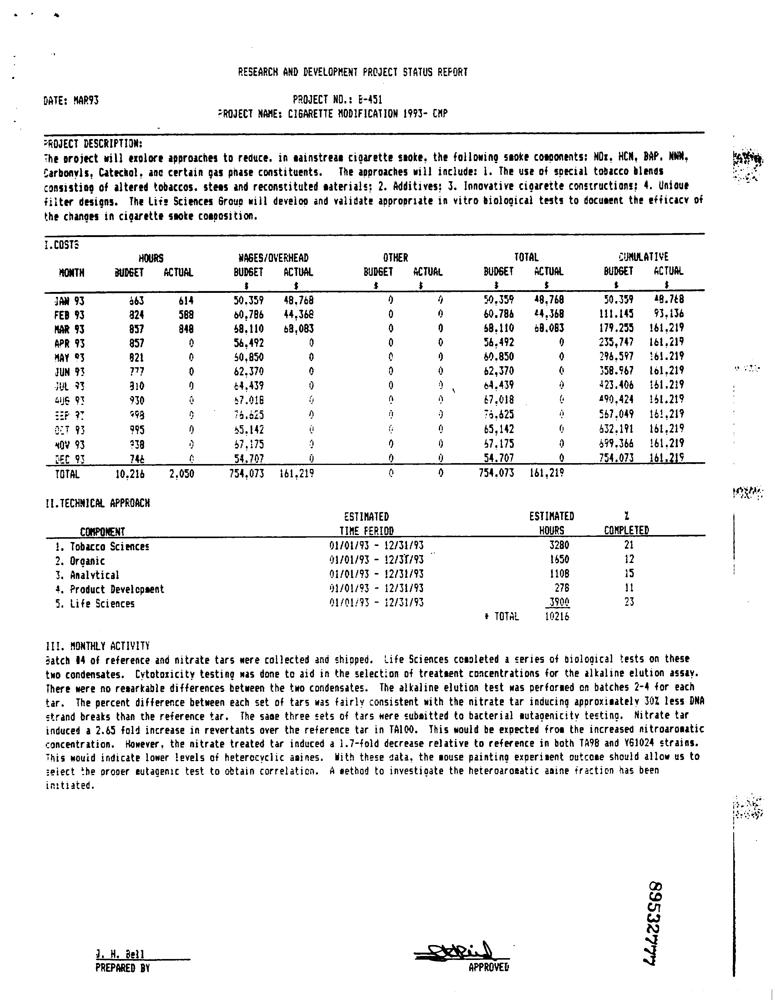 RESEARCH AND DEVELOPMENT PROJECT STATUS REPORT
DATE: MAR93 PROJECT NO.: E-451
PROJECT NAME: CIGARETTE MODIFICATION 1993- CMP
PROJECT DESCRIPTION:
The project will explore approaches to reduce, in mainstream cigarette smoke, the following smoke components: NOx, HCN, BAP, NNN,
Carbonyls, Catechol, and certain gas phase constituents. The approaches will include: 1. The use of special tobacco blends
consisting of altered tobaccos, stems and reconstituted materials; 2. Additives; 3. Innovative cigarette constructions; 4. Unique
filter designs. The Life Sciences Group will develop and validate appropriate in vitro biological tests to document the efficacy of
the changes in cigarette smoke composition.
I.COSTS
HOURS WAGES/OVERHEAD OTHER TOTAL CUMULATIVE
MONTH BUDGET ACTUAL BUDGET ACTUAL BUDGET ACTUAL BUDGET ACTUAL BUDGET ACTUAL
$ $ $ $ $ $ $ $
JAN 93 663 614 50,359 48,768 0 0 50,359 48,768 50,359 48,768
FEB 93 824 588 60,786 44,368 0 0 60,786 44,368 111,145 93,136
MAR 93 857 848 68,110 68,083 0 0 68,110 68,083 179,255 161,219
APR 93 857 0 56,492 0 0 0 56,492 0 235,747 161,219
MAY 93 821 0 60,850 0 0 0 60,850 0 296,597 161,219
JUN 93 777 0 62,370 0 0 0 62,370 0 358,967 161,219
JUL 93 910 0 64,439 0 0 0 64,439 0 423,406 161,219
AUG 93 930 0 67,018 0 0 0 67,018 0 490,424 161,219
SEP 93 998 0 76,625 0 0 0 76,625 0 567,049 161,219
OCT 93 995 0 65,142 0 0 0 65,142 0 632,191 161,219
NOV 93 938 0 67,175 0 0 0 67,175 0 699,366 161,219
DEC 93 746 0 54,707 0 0 0 54,707 0 754,073 161,219
TOTAL 10,216 2,050 754,073 161,219 0 0 754,073 161,219
II.TECHNICAL APPROACH
ESTIMATED ESTIMATED %
COMPONENT TIME PERIOD HOURS COMPLETED
1. Tobacco Sciences 01/01/93 - 12/31/93 3280 21
2. Organic 01/01/93 - 12/31/93 1650 12
3. Analytical 01/01/93 - 12/31/93 1108 15
4. Product Development 01/01/93 - 12/31/93 278 11
5. Life Sciences 01/01/93 - 12/31/93 3900 23
* TOTAL 10216
III. MONTHLY ACTIVITY
Batch #4 of reference and nitrate tars were collected and shipped. Life Sciences completed a series of biological tests on these
two condensates. Cytotoxicity testing was done to aid in the selection of treatment concentrations for the alkaline elution assay.
There were no remarkable differences between the two condensates. The alkaline elution test was performed on batches 2-4 for each
tar. The percent difference between each set of tars was fairly consistent with the nitrate tar inducing approximately 30% less DNA
strand breaks than the reference tar. The same three sets of tars were submitted to bacterial mutagenicity testing. Nitrate tar
induced a 2.65 fold increase in revertants over the reference tar in TA100. This would be expected from the increased nitroaromatic
concentration. However, the nitrate treated tar induced a 1.7-fold decrease relative to reference in both TA98 and YG1024 strains.
This would indicate lower levels of heterocyclic amines. With these data, the mouse painting experiment outcome should allow us to
select the proper mutagenic test to obtain correlation. A method to investigate the heteroaromatic amine fraction has been
initiated.
89532777
J. H. Bell
PREPARED BY APPROVED